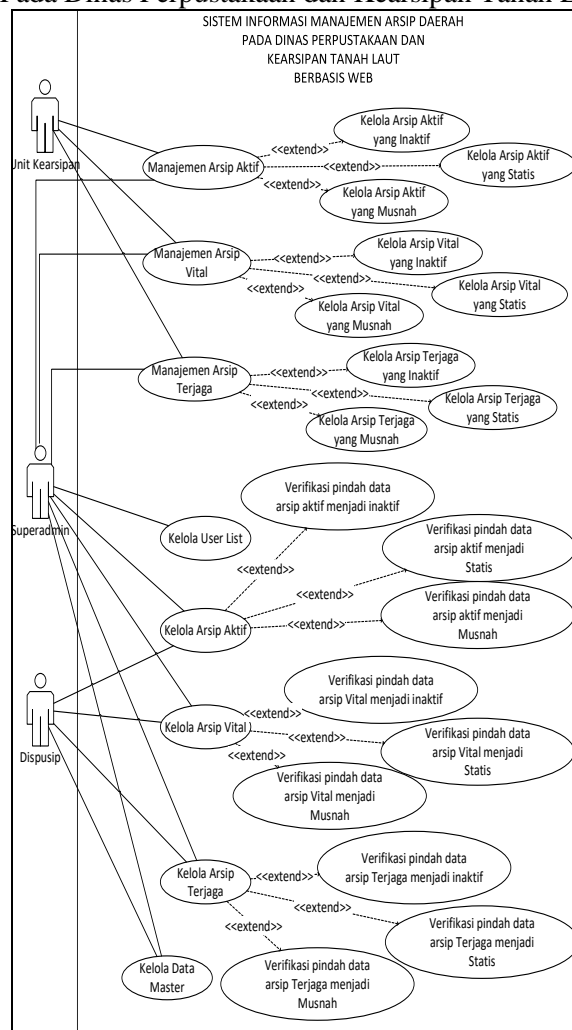 Pada Dinas Perpustakaan dan Kearsipan Tanah
SISTEM INFORMASI MANAJEMEN ARSIP DAERAH
PADA DINAS PERPUSTAKAAN DAN
KEARSIPAN TANAH LAUT
BERBASIS WEB
Unit Kearsipan
Manajemen Arsip Aktif
<<extend>>
Kelola Arsip Aktif
yang Inaktif
<<extend>>
Kelola Arsip Aktif
yang Statis
<<extend>>
Kelola Arsip Aktif
yang Musnah
Manajemen Arsip
Vital
<<extend>>
Kelola Arsip Vital
yang Inaktif
<<extend>>
Kelola Arsip Vital
yang Statis
<<extend>>
Kelola Arsip Vital
yang Musnah
Manajemen Arsip
Terjaga
<<extend>>
Kelola Arsip Terjaga
yang Inaktif
<<extend>>
Kelola Arsip Terjaga
yang Statis
<<extend>>
Kelola Arsip Terjaga
yang Musnah
Superadmin
Kelola User List
Verifikasi pindah data
arsip aktif menjadi inaktif
<<extend>>
Verifikasi pindah data
arsip aktif menjadi
Statis
<<extend>>
Kelola Arsip Aktif
<<extend>>
Verifikasi pindah data
arsip aktif menjadi
Musnah
Dispusip
Kelola Arsip Vital
<<extend>>
Verifikasi pindah data
arsip Vital menjadi inaktif
<<extend>>
Verifikasi pindah data
arsip Vital menjadi
Statis
<<extend>>
Verifikasi pindah data
arsip Vital menjadi
Musnah
Kelola Arsip
Terjaga
<<extend>>
Verifikasi pindah data
arsip Terjaga menjadi inaktif
<<extend>>
Verifikasi pindah data
arsip Terjaga menjadi
Statis
<<extend>>
Verifikasi pindah data
arsip Terjaga menjadi
Musnah
Kelola Data
Master